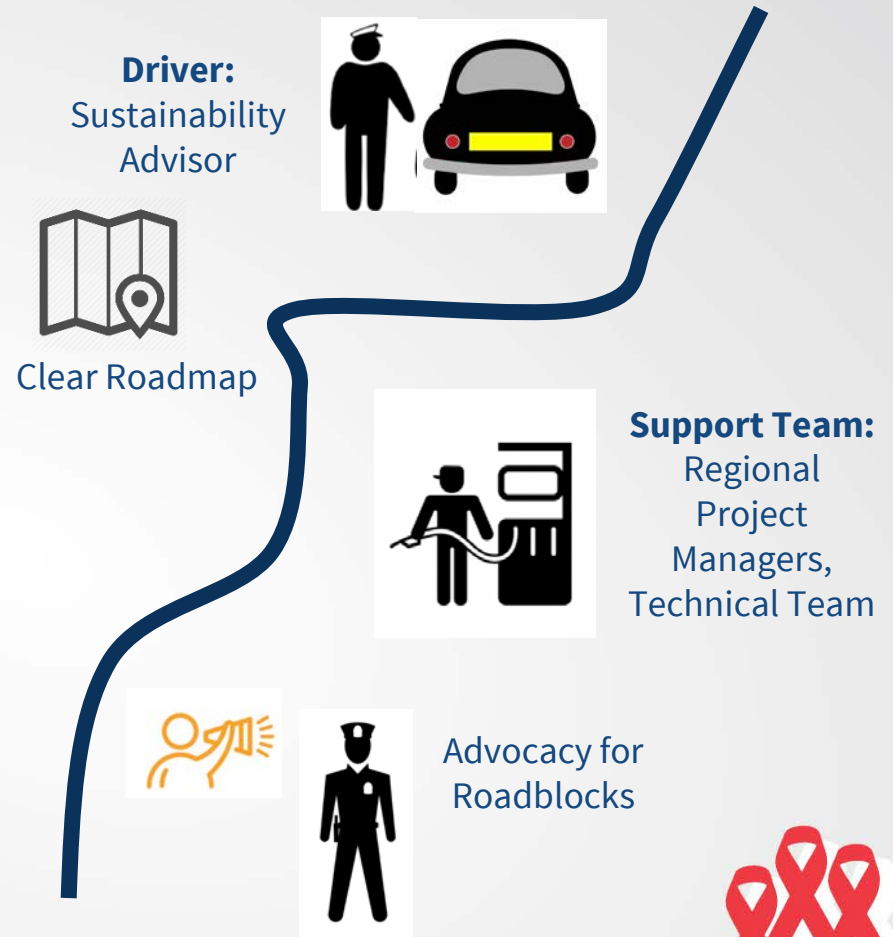 Driver:
Sustainability
Advisor
Clear Roadmap
Support Team:
Regional
Project
Managers,
Technical Team
Advocacy for
Roadblocks